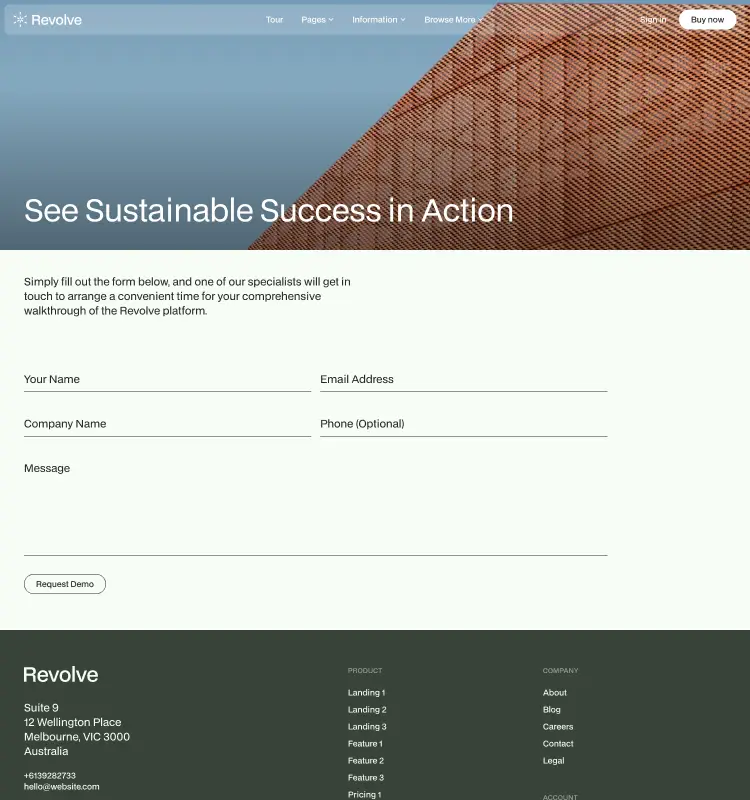 Revolve
Tour
Pages
Information
Browse More
Sign in
Buy now
See Sustainable Success in Action
Simply fill out the form below, and one of our specialists will get in
touch to arrange a convenient time for your comprehensive
walkthrough of the Revolve platform.
Your Name
Email Address
Company Name
Phone (Optional)
Message
Request Demo
Revolve
Suite 9
12 Wellington Place
Melbourne, VIC 3000
Australia
+6139282733
hello@website.com
PRODUCT
Landing 1
Landing 2
Landing 3
Feature 1
Feature 2
Feature 3
Pricing 1
COMPANY
About
Blog
Careers
Contact
Legal
ACCOUNT